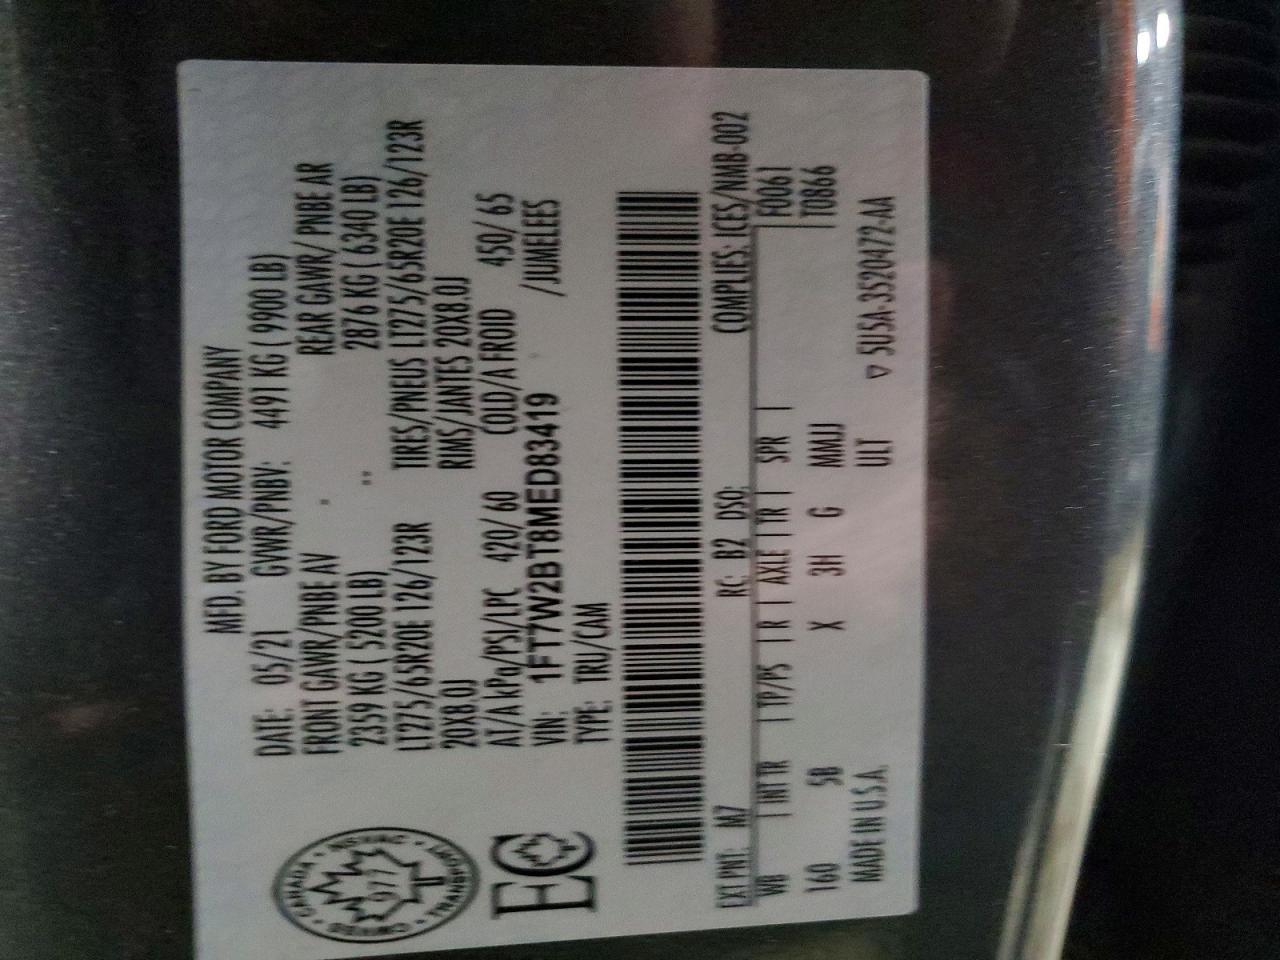 MFD. BY FORD MOTOR COMPANY
DATE: 05/21 GVWR/PNBV: 4491 KG ( 9900 LB)
FRONT GAWR/PNBE AV REAR GAWR/ PNBE AR
2359 KG ( 5200 LB) 2876 KG ( 6340 LB)
LT275/65R20E 126/123R TIRES/PNEUS LT275/65R20E 126/123R
20X8.0J RIMS/JANTES 20X8.0J
AT/A kPa/PSI/LPC 420/ 60 COLD/A FROID 450/ 65
VIN: 1FT7W2BT8MED83419 /JUMELEES
TYPE: TRU/CAM
CANADA
1977
TRANSPORT
EC
EXT PNT: M7 RC: B2 DSO: COMPLIES: ICES/NMB-002
WB | INT TR | TP/PS | R | AXLE | TR | SPR | F0061
160 5B X 3H G MMJJ T0866
MADE IN U.S.A. ULT ▽ 5U5A-3520472-AA